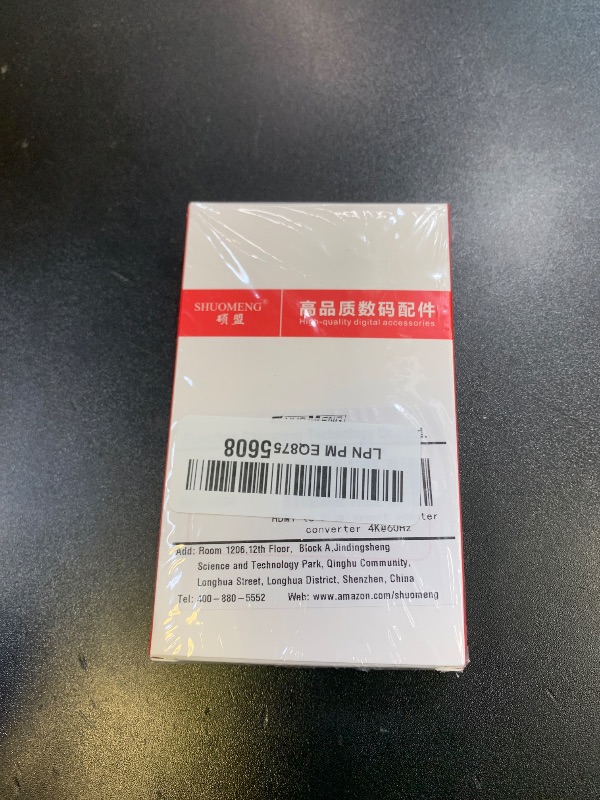 SHUOMENG®
硕盟
高品质数码配件
High-quality digital accessories
LPN PM EQ8755608
HDMI
ter
converter 4K@60Hz
Add: Room 1206,12th Floor, Block A,Jindingsheng
Science and Technology Park, Qinghu Community,
Longhua Street, Longhua District, Shenzhen, China
Tel: 400-880-5552 Web: www.amazon.com/shuomeng